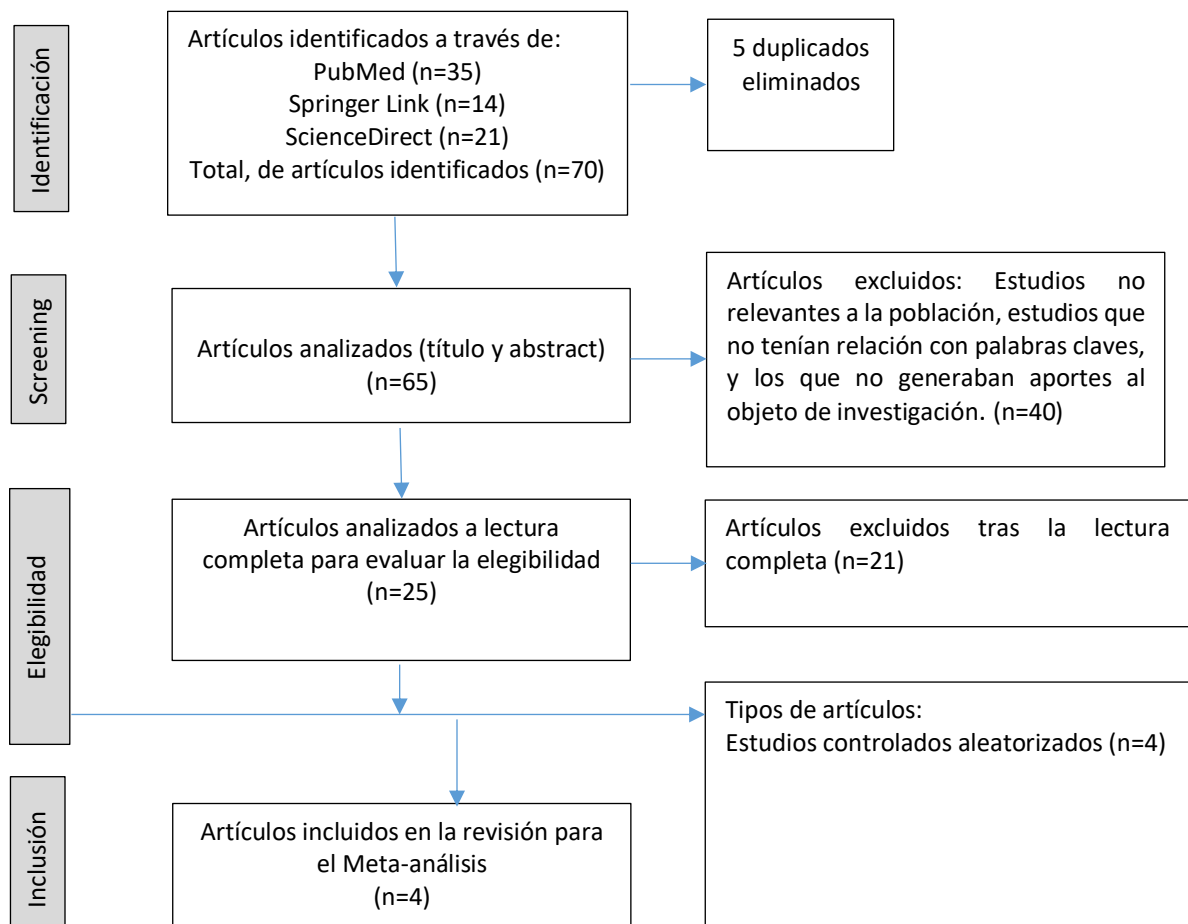 Identificación
Artículos identificados a través de:
PubMed (n=35)
Springer Link (n=14)
ScienceDirect (n=21)
Total, de artículos identificados (n=70)
5 duplicados
eliminados
Screening
Artículos analizados (título y abstract)
(n=65)
Artículos excluidos: Estudios no
relevantes a la población, estudios que
no tenían relación con palabras claves,
y los que no generaban aportes al
objeto de investigación. (n=40)
Elegibilidad
Artículos analizados a lectura
completa para evaluar la elegibilidad
(n=25)
Artículos excluidos tras la lectura
completa (n=21)
Tipos de artículos:
Estudios controlados aleatorizados (n=4)
Inclusión
Artículos incluidos en la revisión para
el Meta-análisis
(n=4)